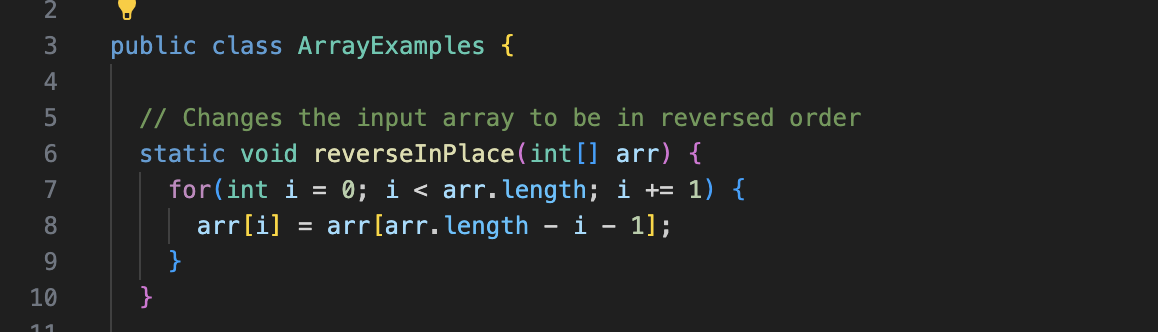 2
3 public class ArrayExamples {
4
5 // Changes the input array to be in reversed order
6 static void reverseInPlace(int[] arr) {
7 for(int i = 0; i < arr.length; i += 1) {
8 arr[i] = arr[arr.length - i - 1];
9 }
10 }
11